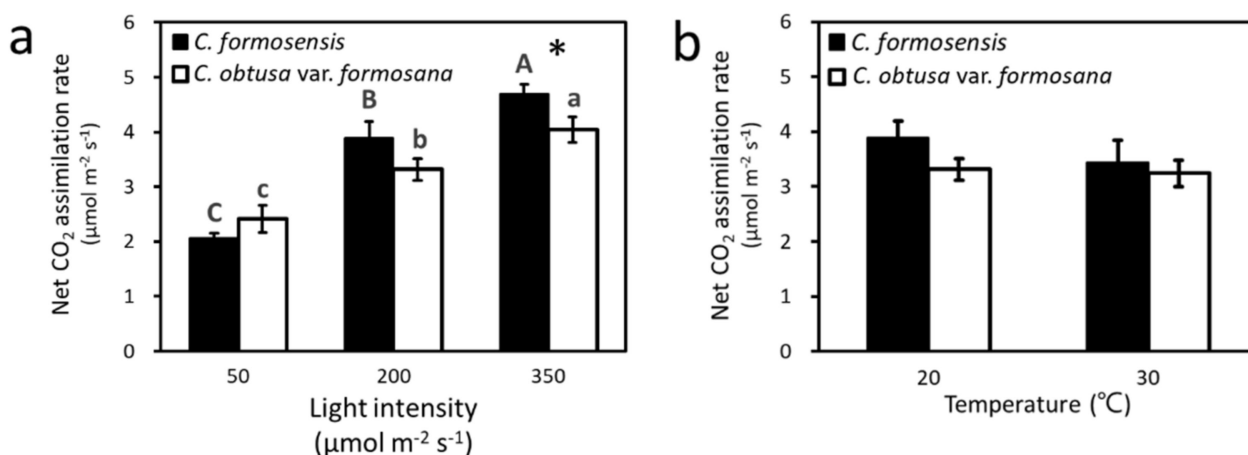 a
Net CO₂ assimilation rate
(µmol m⁻² s⁻¹)
6
5
4
3
2
1
0
C. formosensis
C. obtusa var. formosana
C
c
B
b
A
*
a
50
200
350
Light intensity
(µmol m⁻² s⁻¹)
b
Net CO₂ assimilation rate
(µmol m⁻² s⁻¹)
6
5
4
3
2
1
0
C. formosensis
C. obtusa var. formosana
20
30
Temperature (℃)